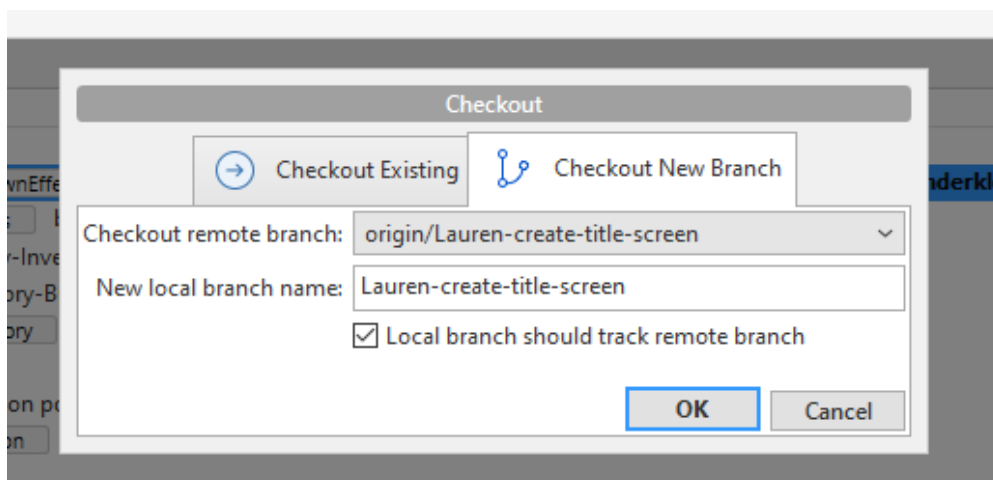 Checkout
Checkout Existing
Checkout New Branch
Checkout remote branch:
origin/Lauren-create-title-screen
New local branch name:
Lauren-create-title-screen
Local branch should track remote branch
OK
Cancel